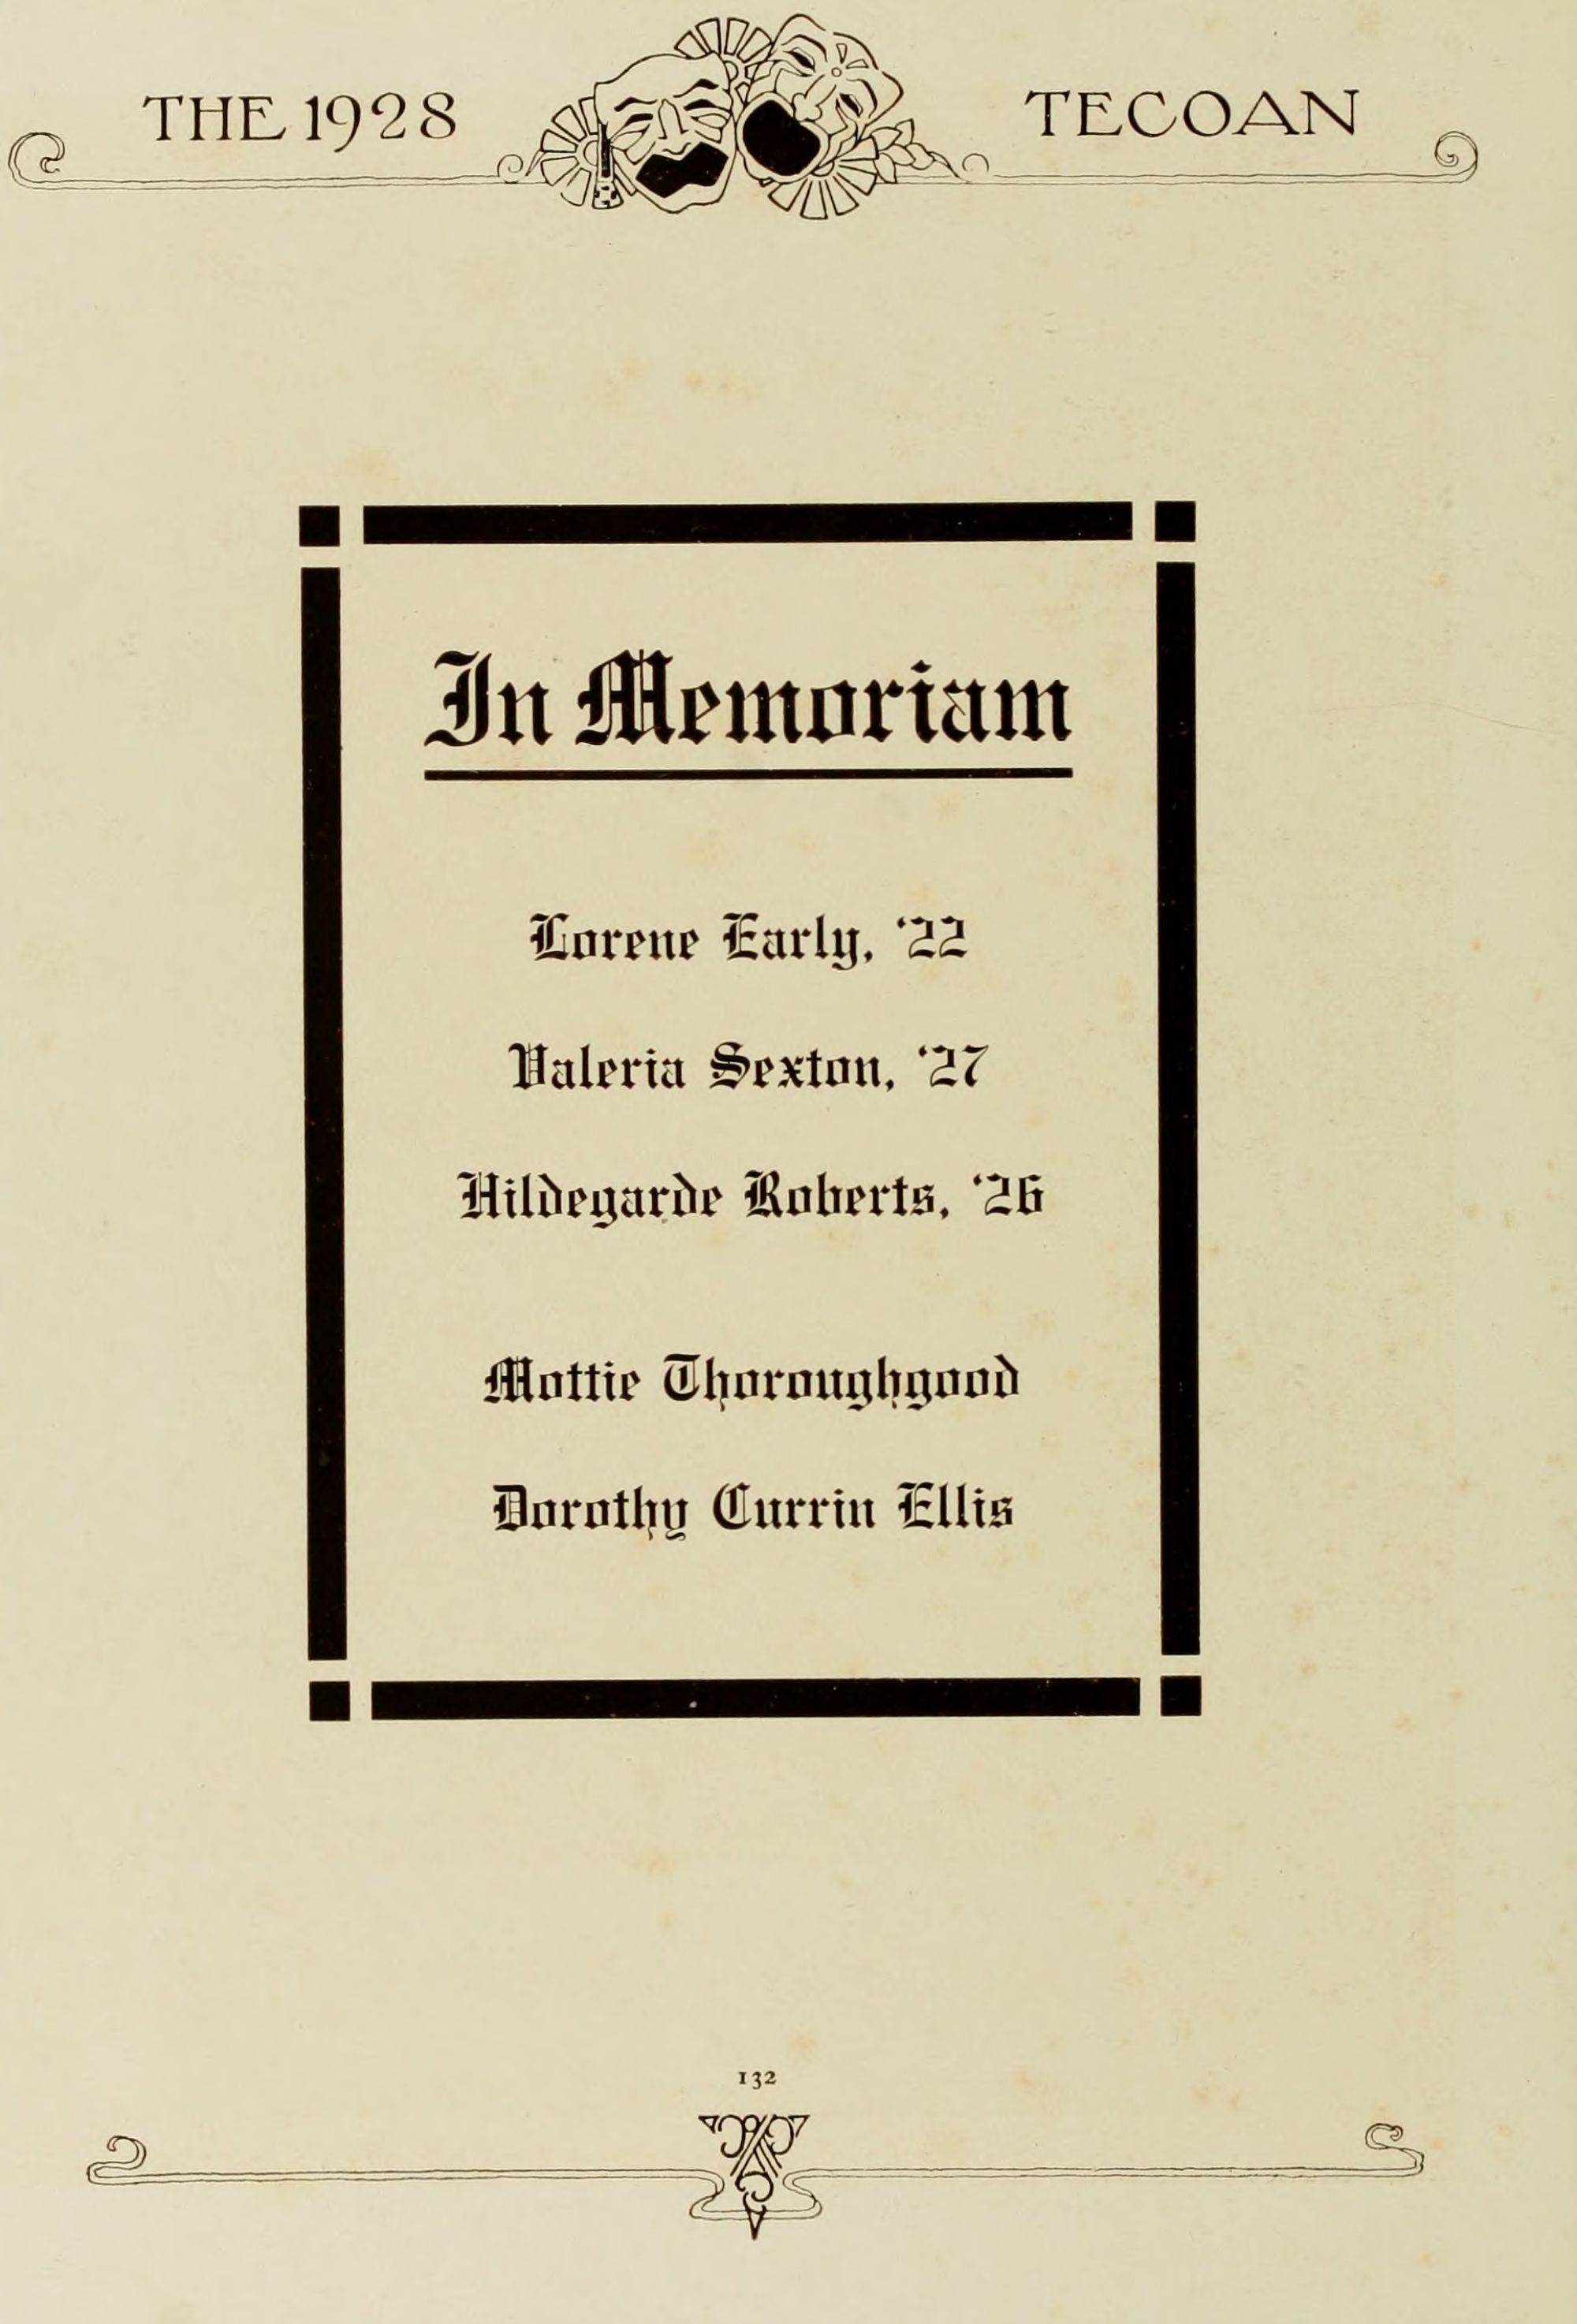 THE 1928 TECOAN
In Memoriam
Lorene Early, '22
Valeria Sexton, '27
Hildegarde Roberts, '26
Mottie Thoroughgood
Dorothy Currin Ellis
132